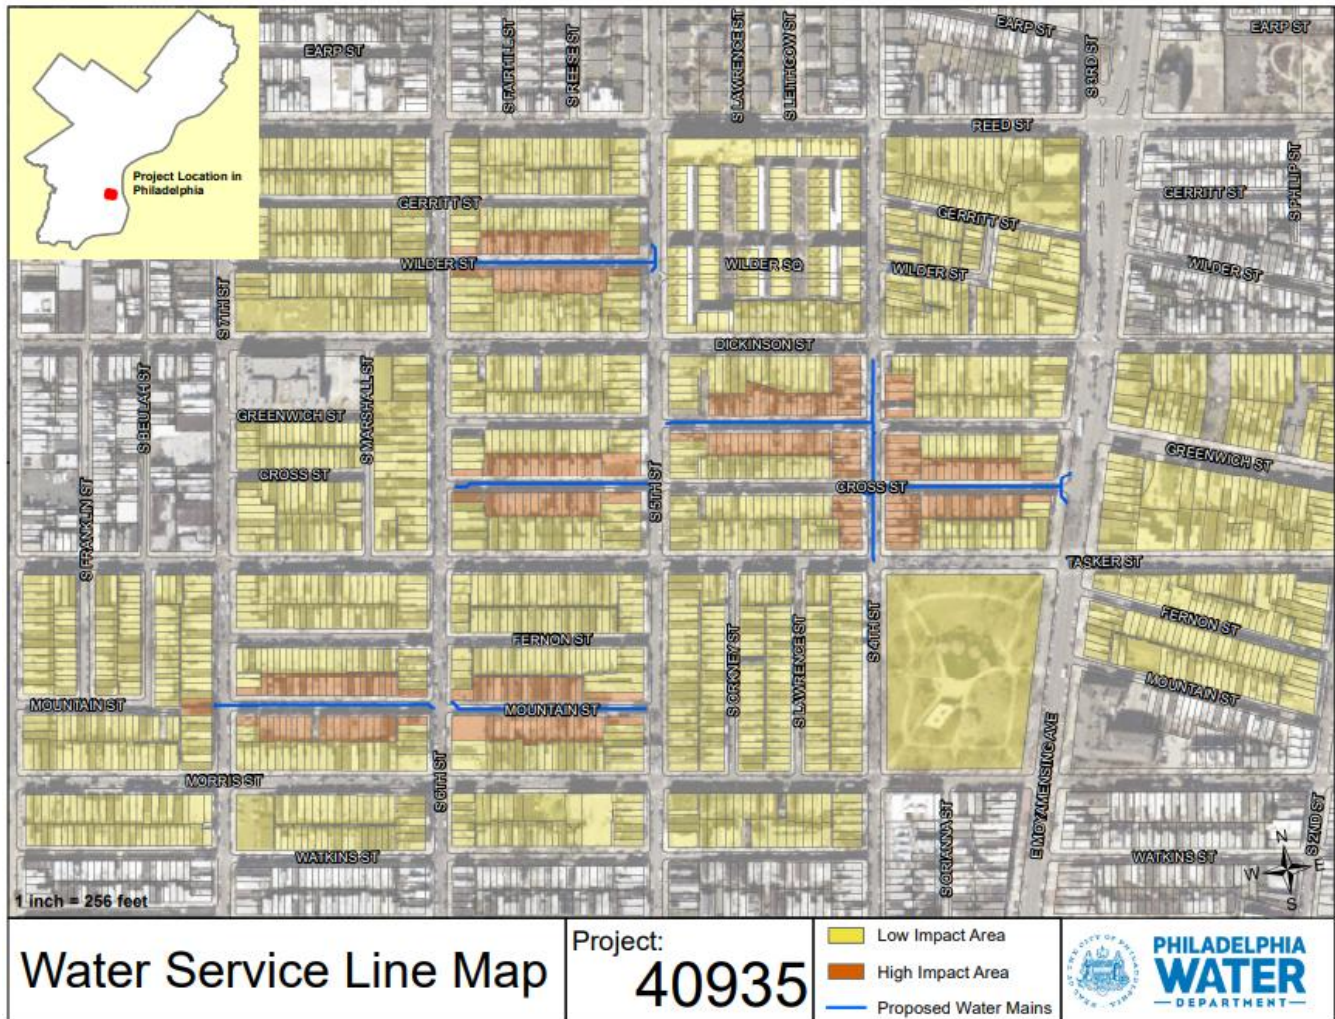 EARP ST
S FAIRHILL ST
S REESE ST
S LAWRENCE ST
S LEITHGOW ST
EARP ST
S 3RD ST
EARP ST
REED ST
Project Location in
Philadelphia
GERRITT ST
GERRITT ST
GERRITT ST
S PHILIP ST
WILDER ST
WILDER SQ
WILDER ST
WILDER ST
S 7TH ST
DICKINSON ST
S BEULAH ST
S MARSHALL ST
GREENWICH ST
GREENWICH ST
CROSS ST
CROSS ST
S 5TH ST
S FRANKLIN ST
TASKER ST
S 4TH ST
FERNON ST
FERNON ST
S ORKNEY ST
S LAWRENCE ST
MOUNTAIN ST
MOUNTAIN ST
MOUNTAIN ST
MORRIS ST
S 6TH ST
E MOYAMENSING AVE
S ORIANNA ST
S 2ND ST
WATKINS ST
WATKINS ST
N
W E
S
1 inch = 256 feet
Water Service Line Map
Project:
40935
Low Impact Area
High Impact Area
Proposed Water Mains
PHILADELPHIA
WATER
DEPARTMENT